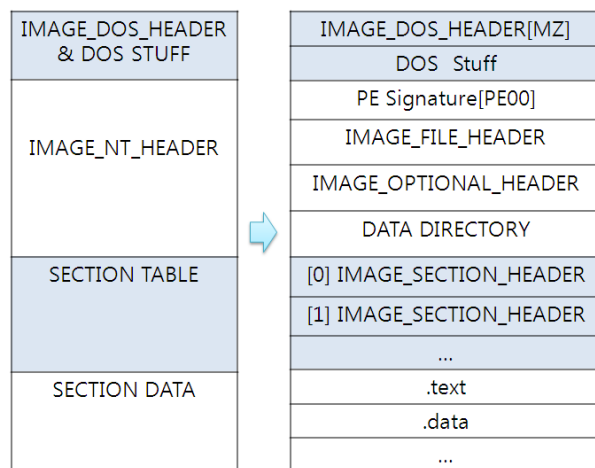 IMAGE_DOS_HEADER
& DOS STUFF
IMAGE_NT_HEADER
SECTION TABLE
SECTION DATA
IMAGE_DOS_HEADER[MZ]
DOS Stuff
PE Signature[PE00]
IMAGE_FILE_HEADER
IMAGE_OPTIONAL_HEADER
DATA DIRECTORY
[0] IMAGE_SECTION_HEADER
[1] IMAGE_SECTION_HEADER
...
.text
.data
...